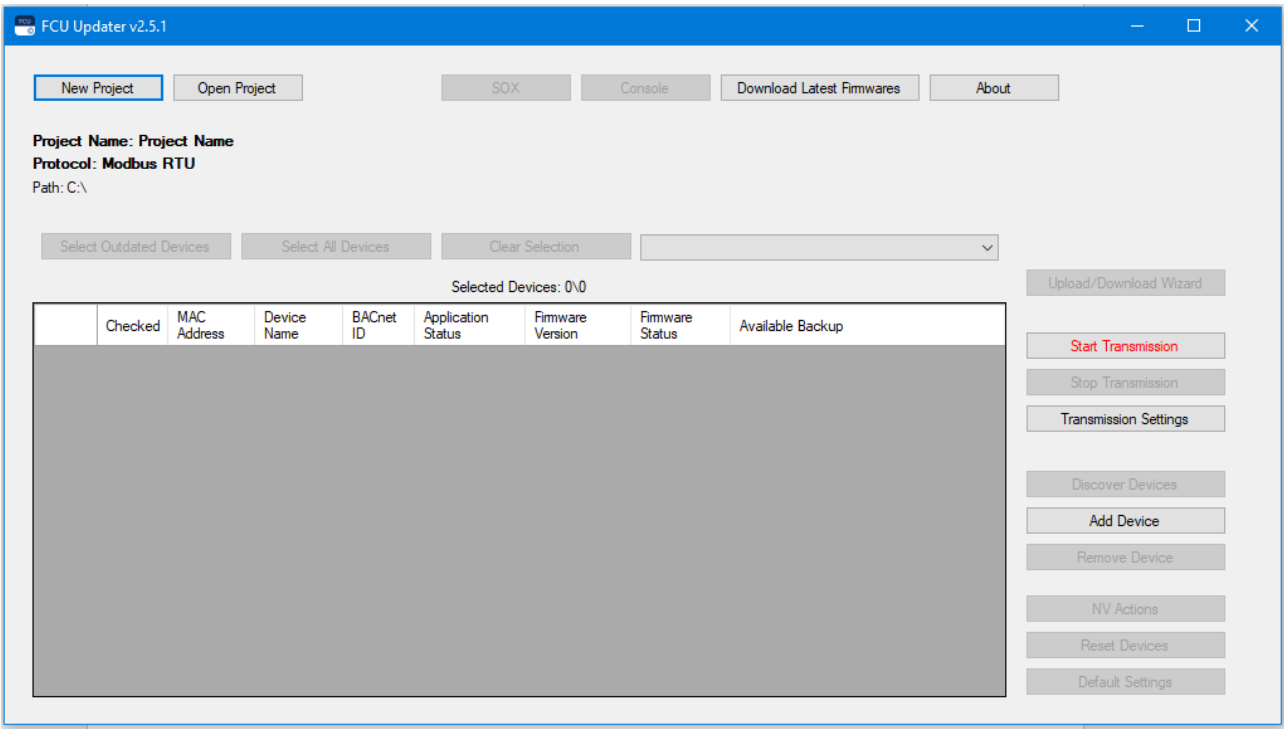 FCU Updater v2.5.1
New Project
Open Project
SOX
Console
Download Latest Firmwares
About
Project Name: Project Name
Protocol: Modbus RTU
Path: C:\
Select Outdated Devices
Select All Devices
Clear Selection
Selected Devices: 0\0
Upload/Download Wizard
Checked
MAC
Address
Device
Name
BACnet
ID
Application
Status
Firmware
Version
Firmware
Status
Available Backup
Start Transmission
Stop Transmission
Transmission Settings
Discover Devices
Add Device
Remove Device
NV Actions
Reset Devices
Default Settings